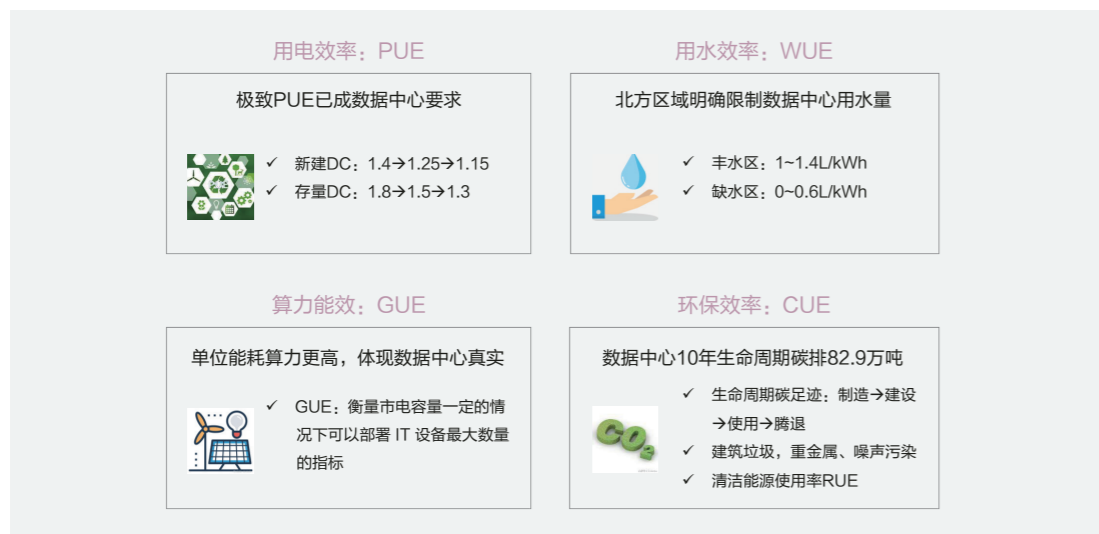 用电效率：PUE
极致PUE已成数据中心要求
✓ 新建DC：1.4→1.25→1.15
✓ 存量DC：1.8→1.5→1.3
用水效率：WUE
北方区域明确限制数据中心用水量
✓ 丰水区：1~1.4L/kWh
✓ 缺水区：0~0.6L/kWh
算力能效：GUE
单位能耗算力更高，体现数据中心真实
✓ GUE：衡量市电容量一定的情
况下可以部署 IT 设备最大数量
的指标
环保效率：CUE
数据中心10年生命周期碳排82.9万吨
CO2
✓ 生命周期碳足迹：制造→建设
→使用→腾退
✓ 建筑垃圾，重金属、噪声污染
✓ 清洁能源使用率RUE